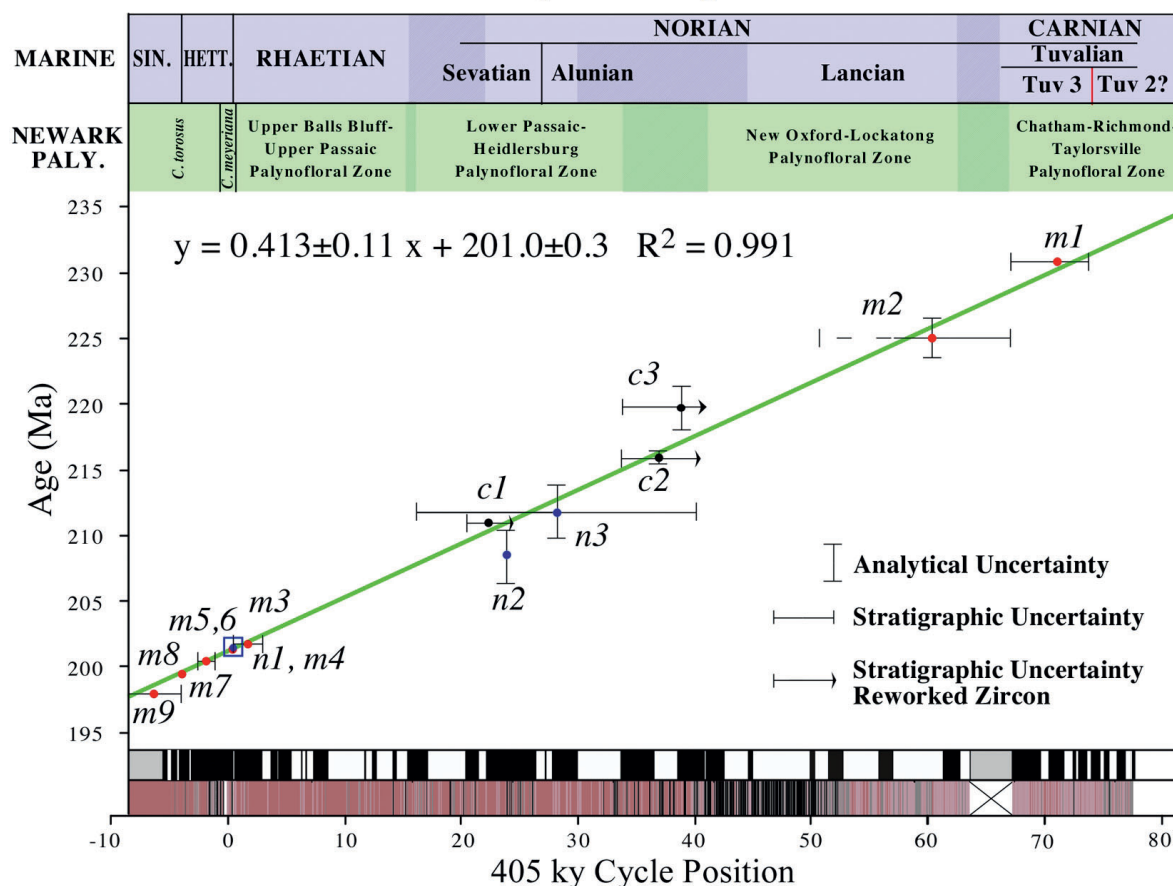 NORIAN CARNIAN
MARINE SIN. HETT. RHAETIAN Sevatian Alunian Lancian Tuvalian
Tuv 3 Tuv 2?
NEWARK PALY.
C. torosus
C. meyeriana
Upper Balls Bluff-
Upper Passaic
Palynofloral Zone
Lower Passaic-
Heidlersburg
Palynofloral Zone
New Oxford-Lockatong
Palynofloral Zone
Chatham-Richmond-
Taylorsville
Palynofloral Zone
235
y = 0.413±0.11 x + 201.0±0.3 R2 = 0.991
m1
230
m2
225
c3
220
215
c2
c1
210
n3
n2
205
m3
m5,6
200
m8
n1, m4
m7
m9
195
Age (Ma)
Analytical Uncertainty
Stratigraphic Uncertainty
Stratigraphic Uncertainty
Reworked Zircon
-10 0 10 20 30 40 50 60 70 80
405 ky Cycle Position